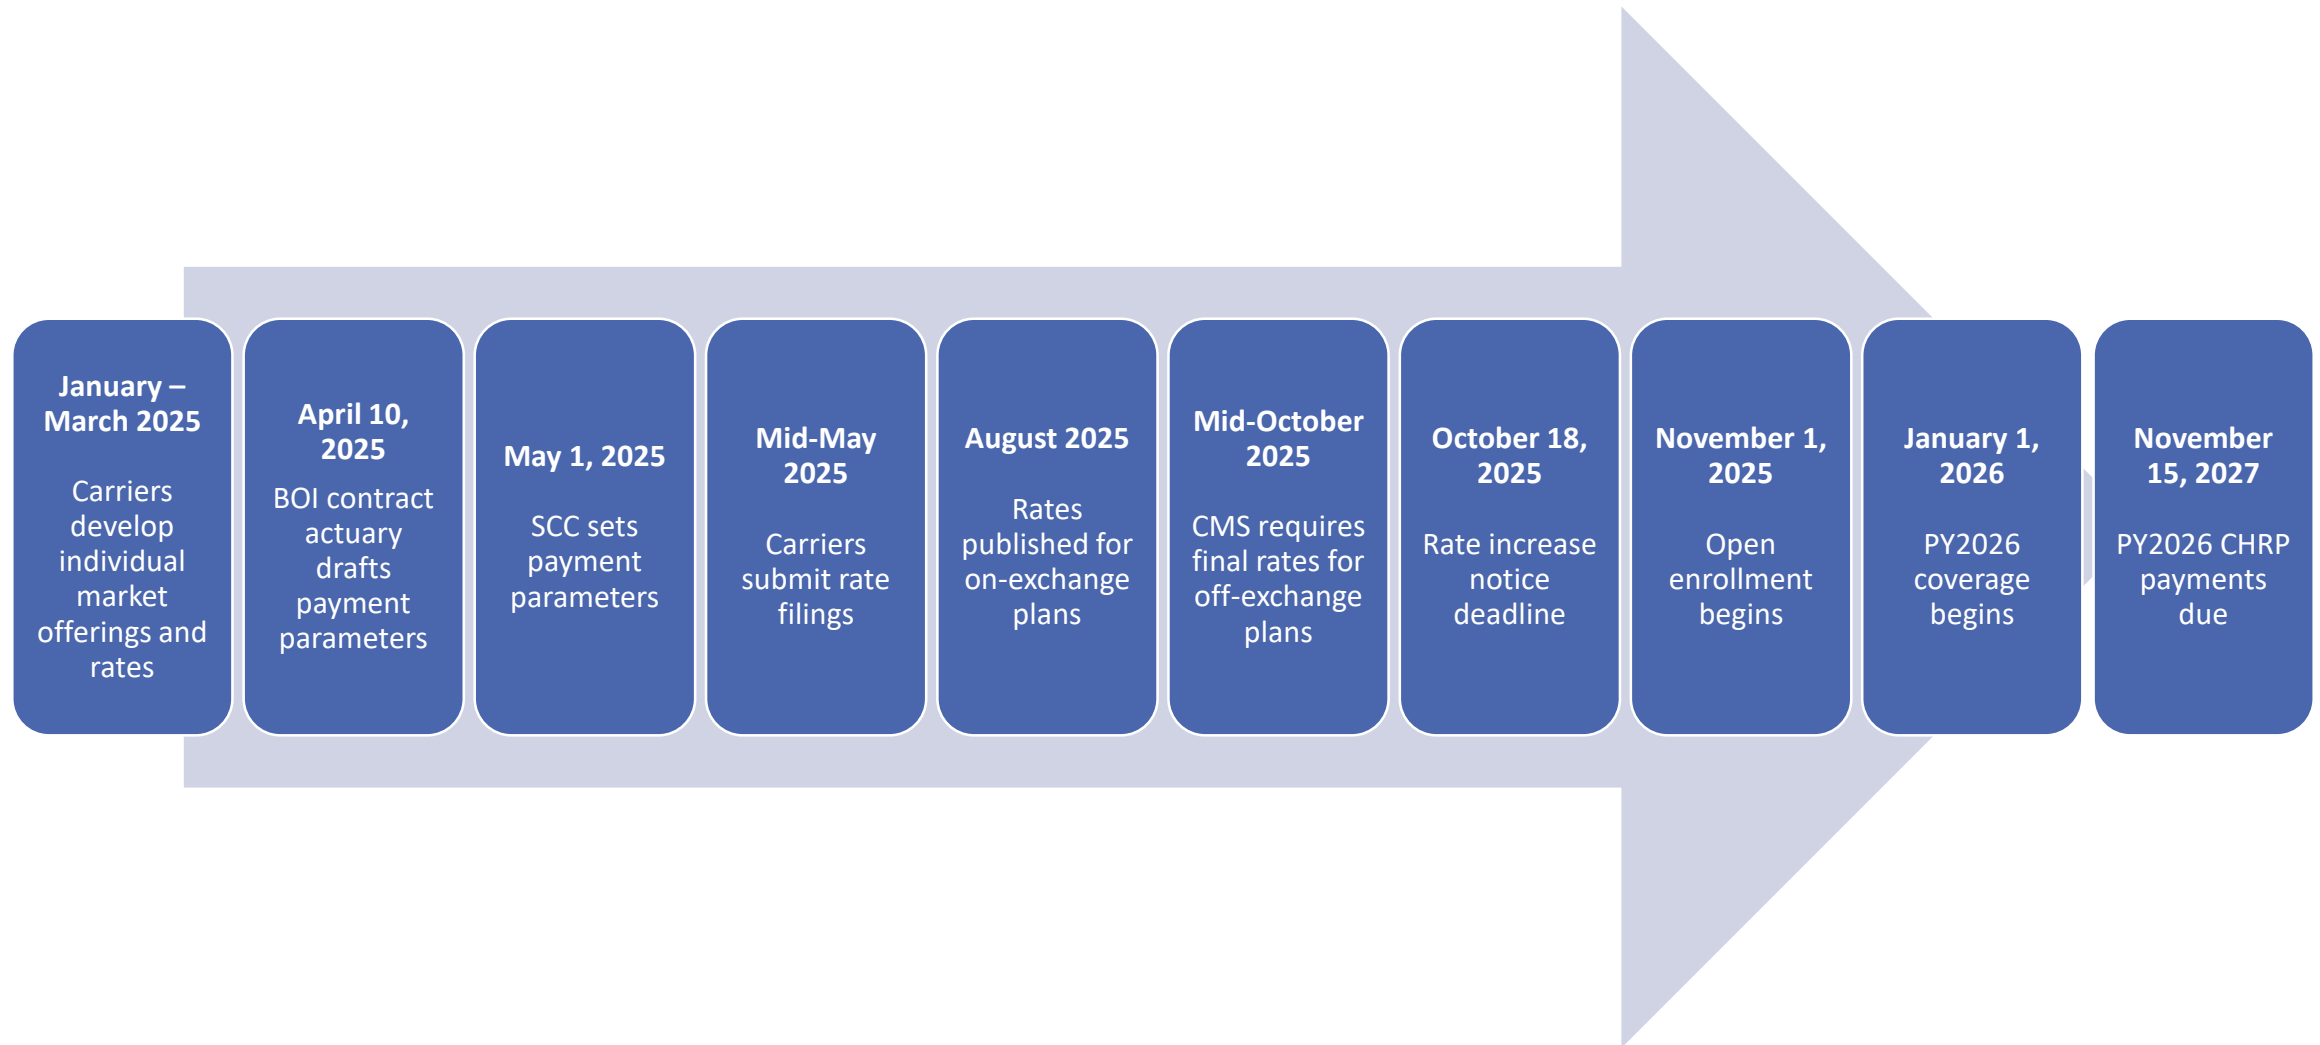 January –
March 2025
Carriers
develop
individual
market
offerings and
rates
April 10,
2025
BOI contract
actuary
drafts
payment
parameters
May 1, 2025
SCC sets
payment
parameters
Mid-May
2025
Carriers
submit rate
filings
August 2025
Rates
published for
on-exchange
plans
Mid-October
2025
CMS requires
final rates for
off-exchange
plans
October 18,
2025
Rate increase
notice
deadline
November 1,
2025
Open
enrollment
begins
January 1,
2026
PY2026
coverage
begins
November
15, 2027
PY2026 CHRP
payments
due